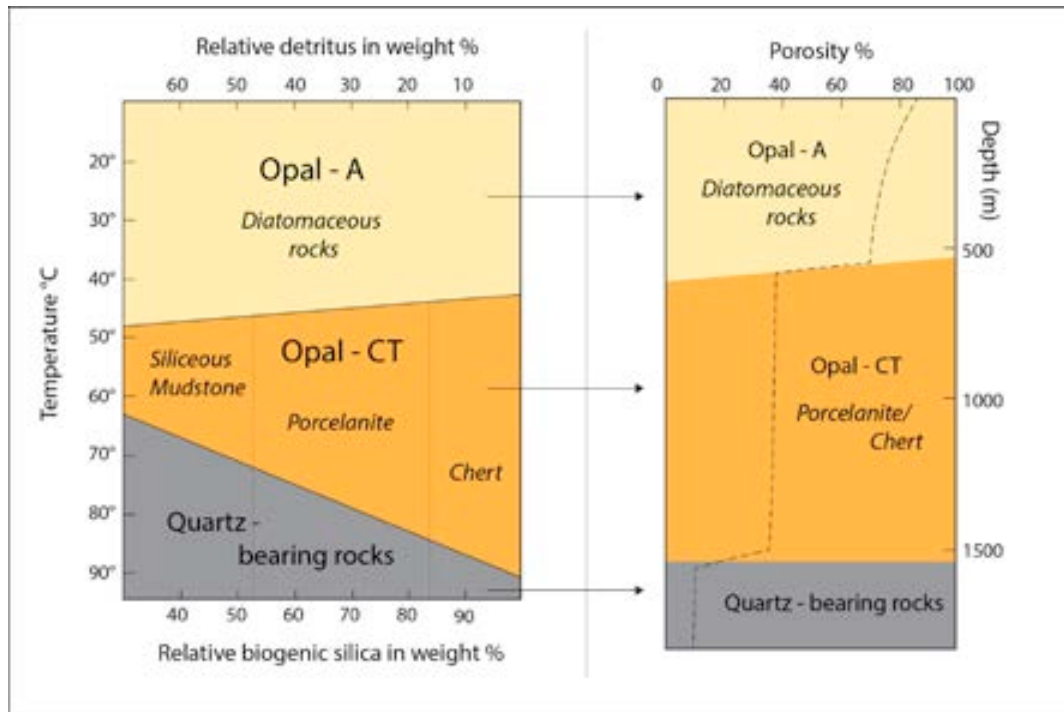 Relative detritus in weight %
60 50 40 30 20 10
Temperature °C
20°
30°
40°
50°
60°
70°
80°
90°
Opal - A
Diatomaceous
rocks
Opal - CT
Siliceous
Mudstone
Porcelanite
Chert
Quartz -
bearing rocks
40 50 60 70 80 90
Relative biogenic silica in weight %
Porosity %
0 20 40 60 80 100
Depth (m)
500
1000
1500
Opal - A
Diatomaceous
rocks
Opal - CT
Porcelanite/
Chert
Quartz - bearing rocks